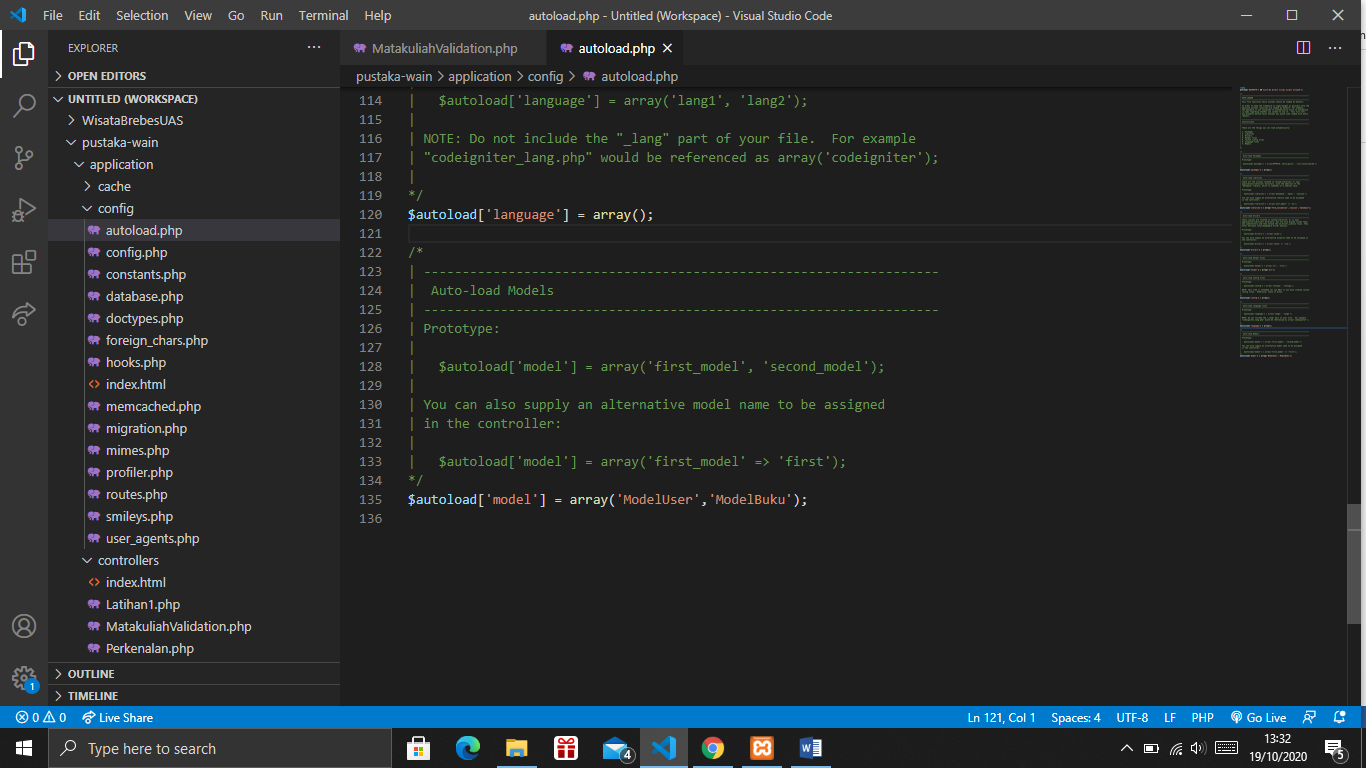 File Edit Selection View Go Run Terminal Help
autoload.php - Untitled (Workspace) - Visual Studio Code
EXPLORER
OPEN EDITORS
UNTITLED (WORKSPACE)
WisataBrebesUAS
pustaka-wain
application
cache
config
autoload.php
config.php
constants.php
database.php
doctypes.php
foreign_chars.php
hooks.php
index.html
memcached.php
migration.php
mimes.php
profiler.php
routes.php
smileys.php
user_agents.php
controllers
index.html
Latihan1.php
MatakuliahValidation.php
Perkenalan.php
OUTLINE
TIMELINE
1
MatakuliahValidation.php
autoload.php
pustaka-wain > application > config > autoload.php
114 | $autoload['language'] = array('lang1', 'lang2');
115 |
116 | NOTE: Do not include the "_lang" part of your file. For example
117 | "codeigniter_lang.php" would be referenced as array('codeigniter');
118 |
119 */
120 $autoload['language'] = array();
121
122 /*
123 | -------------------------------------------------------------------
124 | Auto-load Models
125 | -------------------------------------------------------------------
126 | Prototype:
127 |
128 | $autoload['model'] = array('first_model', 'second_model');
129 |
130 | You can also supply an alternative model name to be assigned
131 | in the controller:
132 |
133 | $autoload['model'] = array('first_model' => 'first');
134 */
135 $autoload['model'] = array('ModelUser','ModelBuku');
136
0 0 Live Share
Ln 121, Col 1 Spaces: 4 UTF-8 LF PHP Go Live
Type here to search
4
13:32
19/10/2020
5